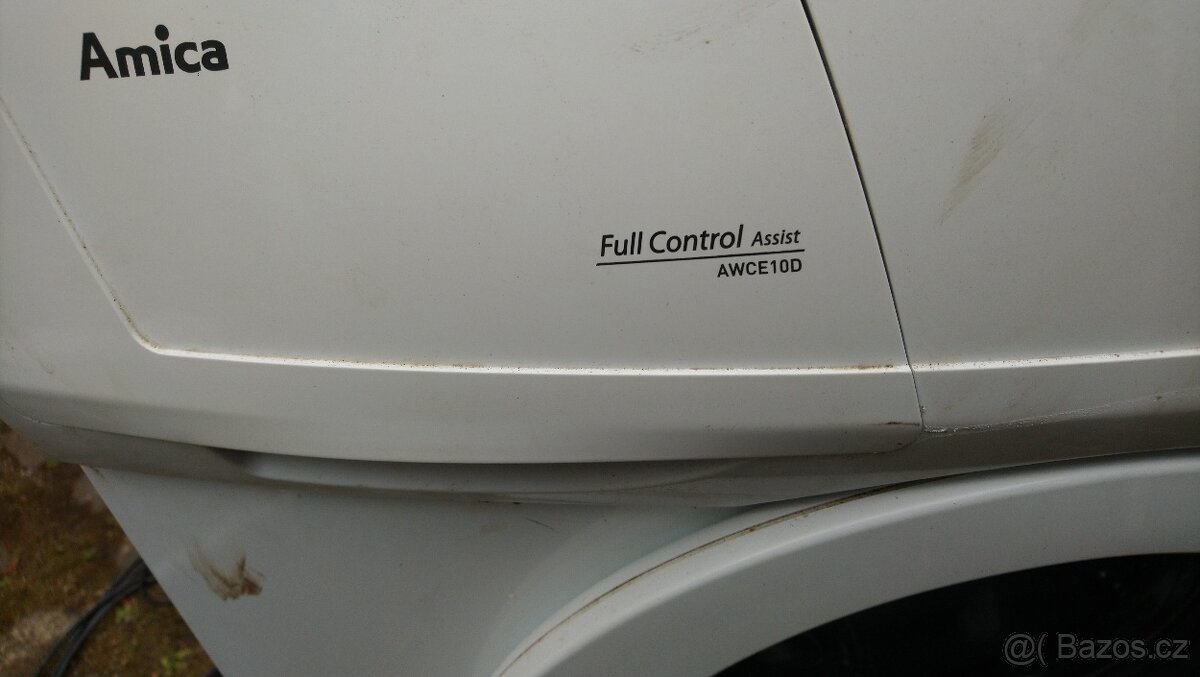 Amica
Full Control Assist
AWCE10D
@( Bazos.cz